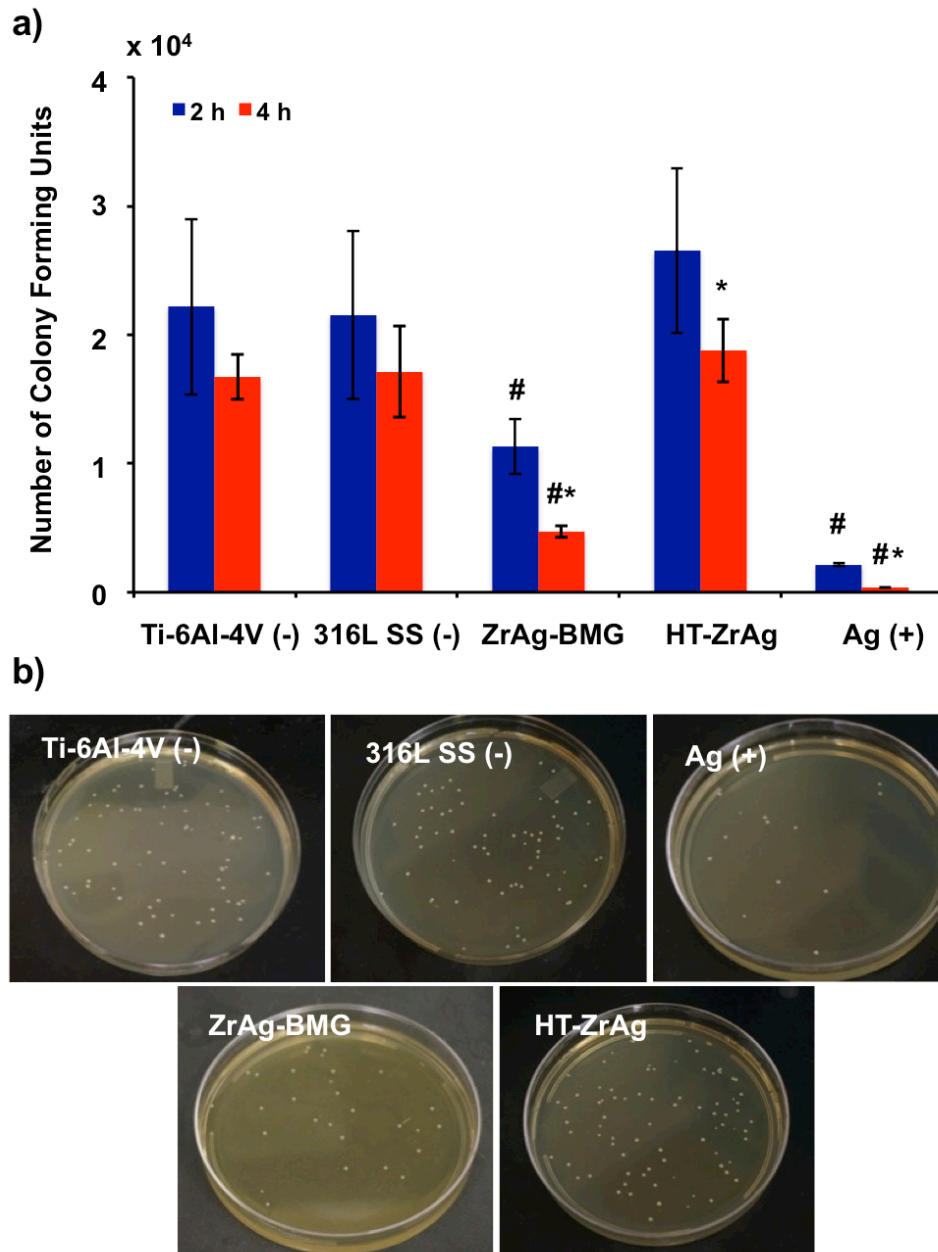 a)
x 10⁴
Number of Colony Forming Units
4
3
2
1
0
2 h 4 h
#
#*
*
#
#*
Ti-6Al-4V (-) 316L SS (-) ZrAg-BMG HT-ZrAg Ag (+)
b)
Ti-6Al-4V (-) 316L SS (-) Ag (+)
ZrAg-BMG HT-ZrAg